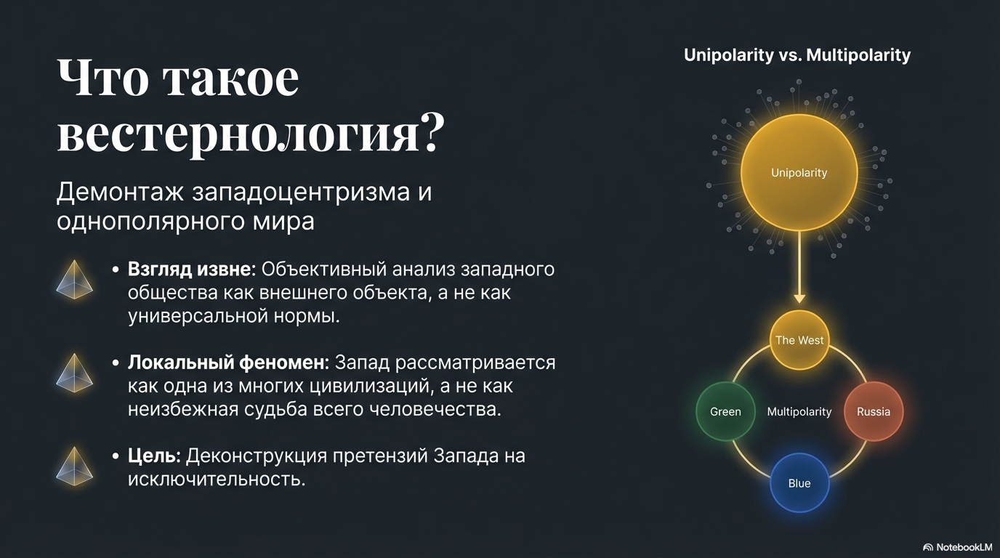 Что такое
вестернология?
Демонтаж западоцентризма и
однополярного мира
• Взгляд извне: Объективный анализ западного
общества как внешнего объекта, а не как
универсальной нормы.
• Локальный феномен: Запад рассматривается
как одна из многих цивилизаций, а не как
неизбежная судьба всего человечества.
• Цель: Деконструкция претензий Запада на
исключительность.
Unipolarity vs. Multipolarity
Unipolarity
The West
Green
Multipolarity
Russia
Blue
NotebookLM